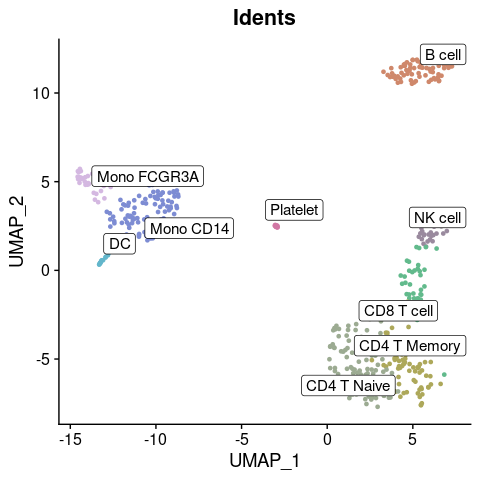 Idents
B cell
10
Mono FCGR3A
5
Platelet
NK cell
Mono CD14
DC
UMAP_2
0
CD8 T cell
CD4 T Memory
-5
CD4 T Naive
-15
-10
-5
0
5
UMAP_1